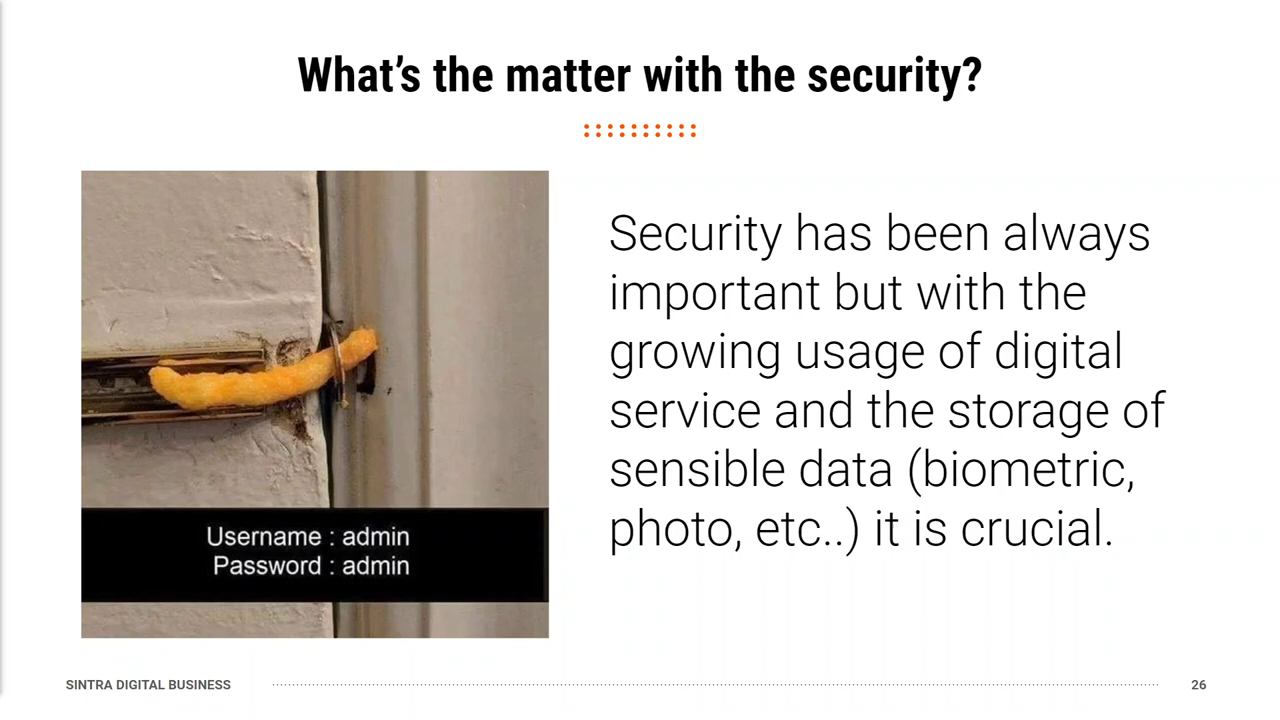 What’s the matter with the security?
Username : admin
Password : admin
Security has been always
important but with the
growing usage of digital
service and the storage of
sensible data (biometric,
photo, etc..) it is crucial.
SINTRA DIGITAL BUSINESS
26